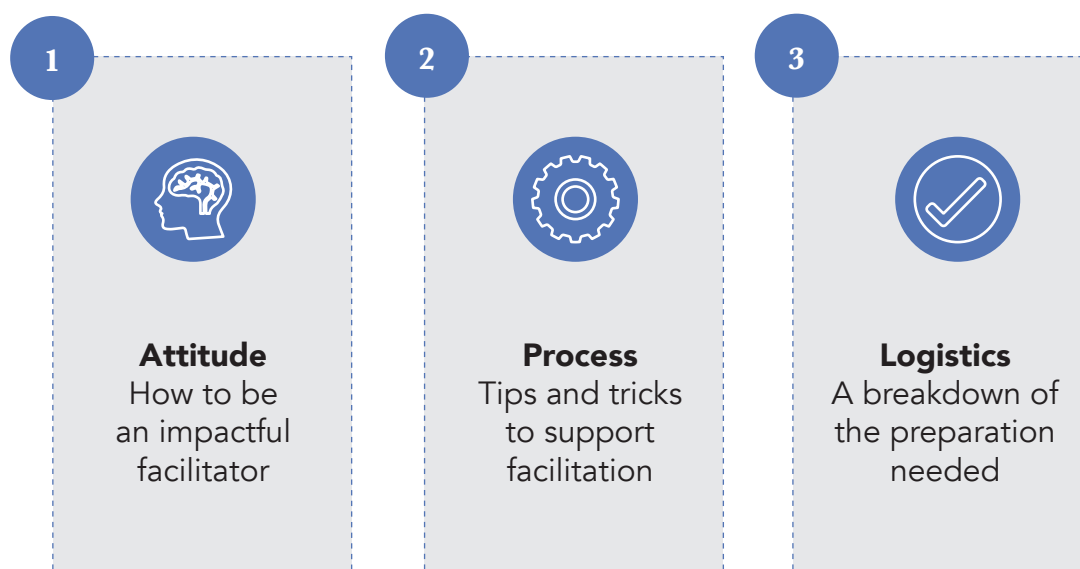 1
Attitude
How to be
an impactful
facilitator
2
Process
Tips and tricks
to support
facilitation
3
Logistics
A breakdown of
the preparation
needed